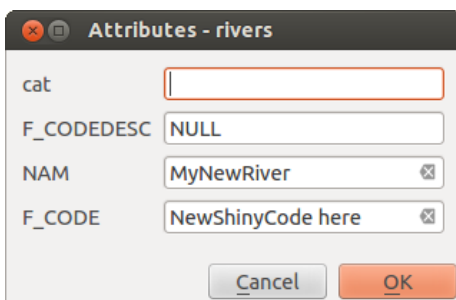 Attributes - rivers
cat
F_CODEDESC NULL
NAM MyNewRiver
F_CODE NewShinyCode here
Cancel OK